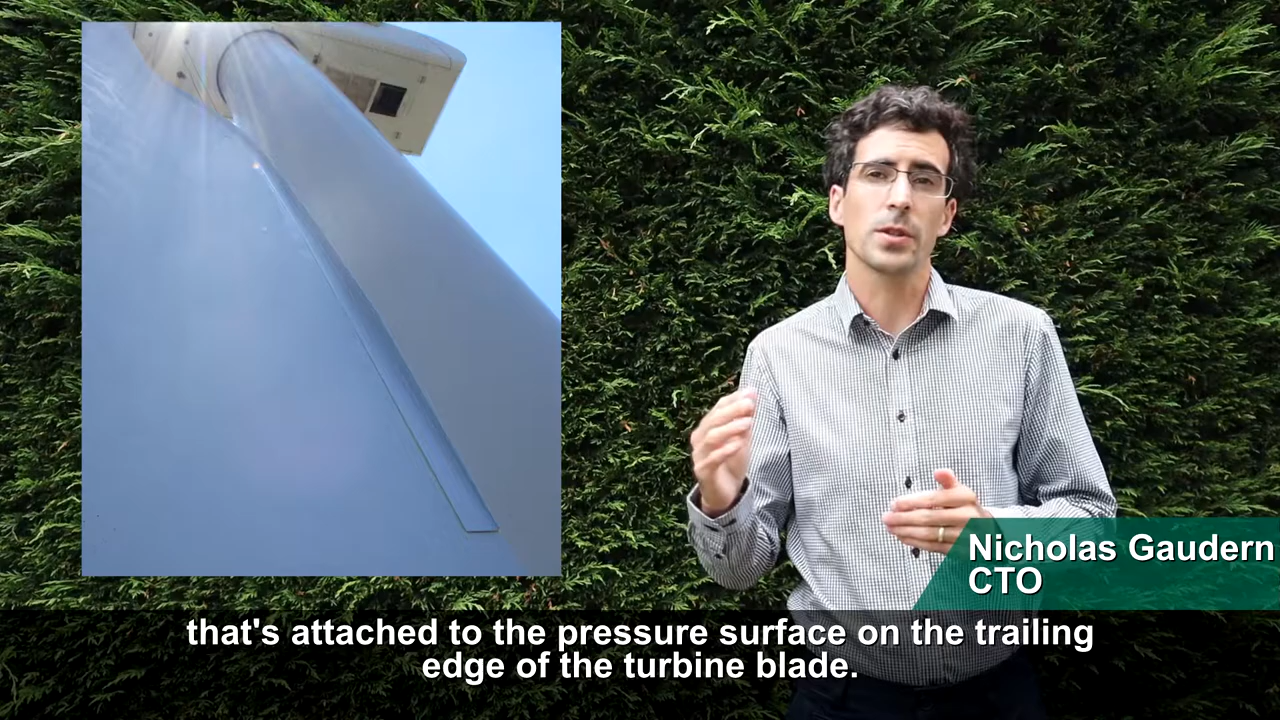 Nicholas Gaudern
CTO
that's attached to the pressure surface on the trailing
edge of the turbine blade.